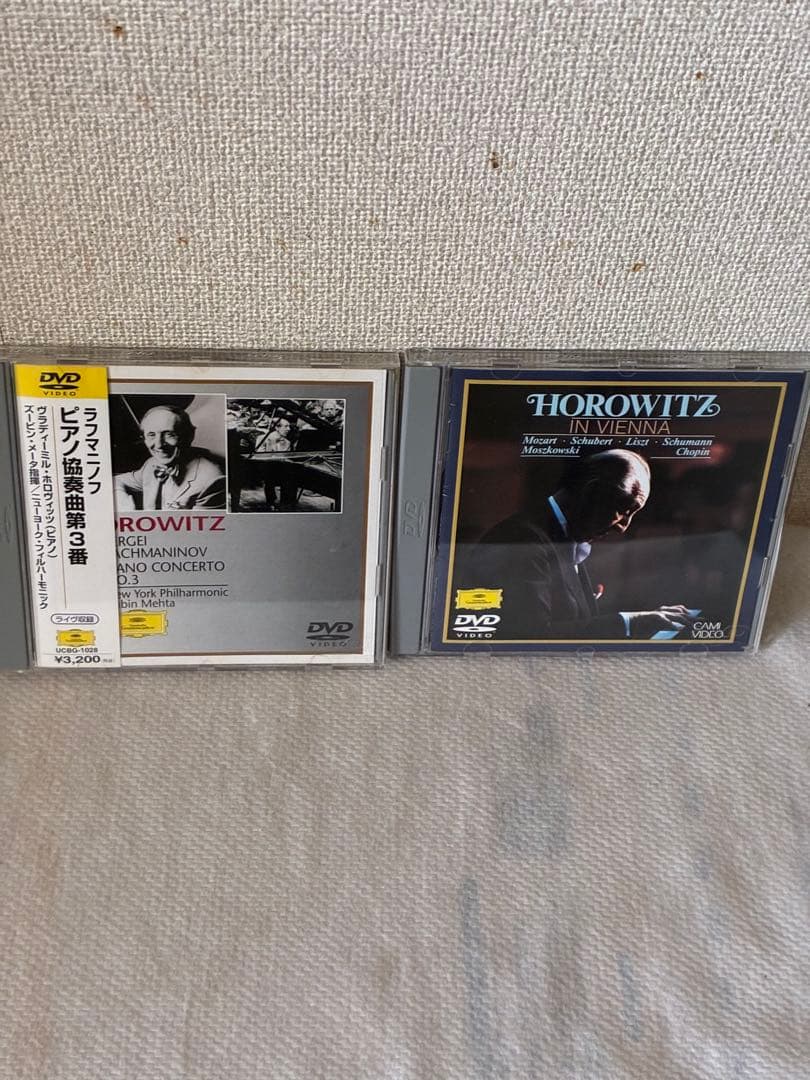 DVD
VIDEO
ラフマニノフ
ピアノ協奏曲第3番
ヴラディーミル・ホロヴィッツ(ピアノ)
ズービン・メータ指揮/ニューヨーク・フィルハーモニック
ライヴ収録
UCBG-1028
¥3,200
OROWITZ
RGEI
ACHMANINOV
ANO CONCERTO
O.3
ew York Philharmonic
bin Mehta
DVD
VIDEO
HOROWITZ
IN VIENNA
Mozart · Schubert · Liszt · Schumann
Moszkowski Chopin
DVD
VIDEO
CAMI
VIDEO
DVD